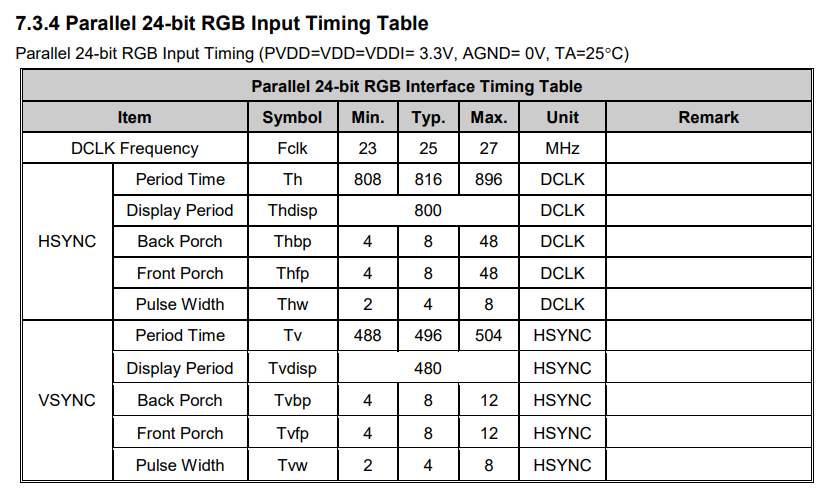 7.3.4 Parallel 24-bit RGB Input Timing Table
Parallel 24-bit RGB Input Timing (PVDD=VDD=VDDI= 3.3V, AGND= 0V, TA=25°C)
Parallel 24-bit RGB Interface Timing Table
Item Symbol Min. Typ. Max. Unit Remark
DCLK Frequency Fclk 23 25 27 MHz
HSYNC
Period Time Th 808 816 896 DCLK
Display Period Thdisp 800 DCLK
Back Porch Thbp 4 8 48 DCLK
Front Porch Thfp 4 8 48 DCLK
Pulse Width Thw 2 4 8 DCLK
VSYNC
Period Time Tv 488 496 504 HSYNC
Display Period Tvdisp 480 HSYNC
Back Porch Tvbp 4 8 12 HSYNC
Front Porch Tvfp 4 8 12 HSYNC
Pulse Width Tvw 2 4 8 HSYNC